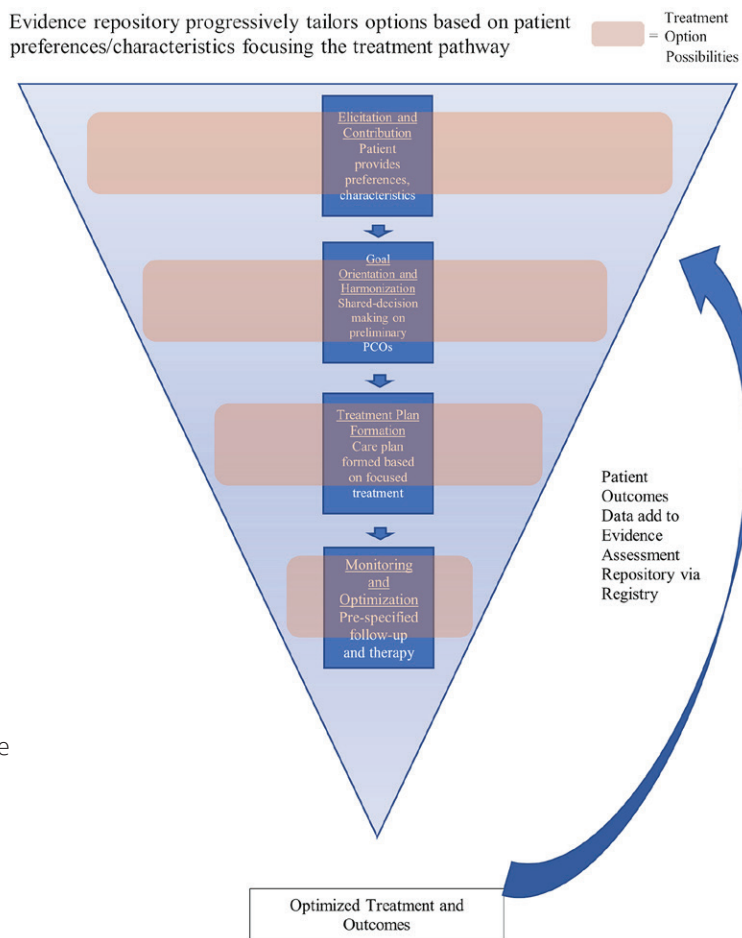 Evidence repository progressively tailors options based on patient
preferences/characteristics focusing the treatment pathway
= Treatment
Option
Possibilities
Elicitation and
Contribution
Patient
provides
preferences,
characteristics
Goal
Orientation and
Harmonization
Shared-decision
making on
preliminary
PCOs
Treatment Plan
Formation
Care plan
formed based
on focused
treatment
Monitoring
and
Optimization
Pre-specified
follow-up
and therapy
Patient
Outcomes
Data add to
Evidence
Assessment
Repository via
Registry
e
Optimized Treatment and
Outcomes